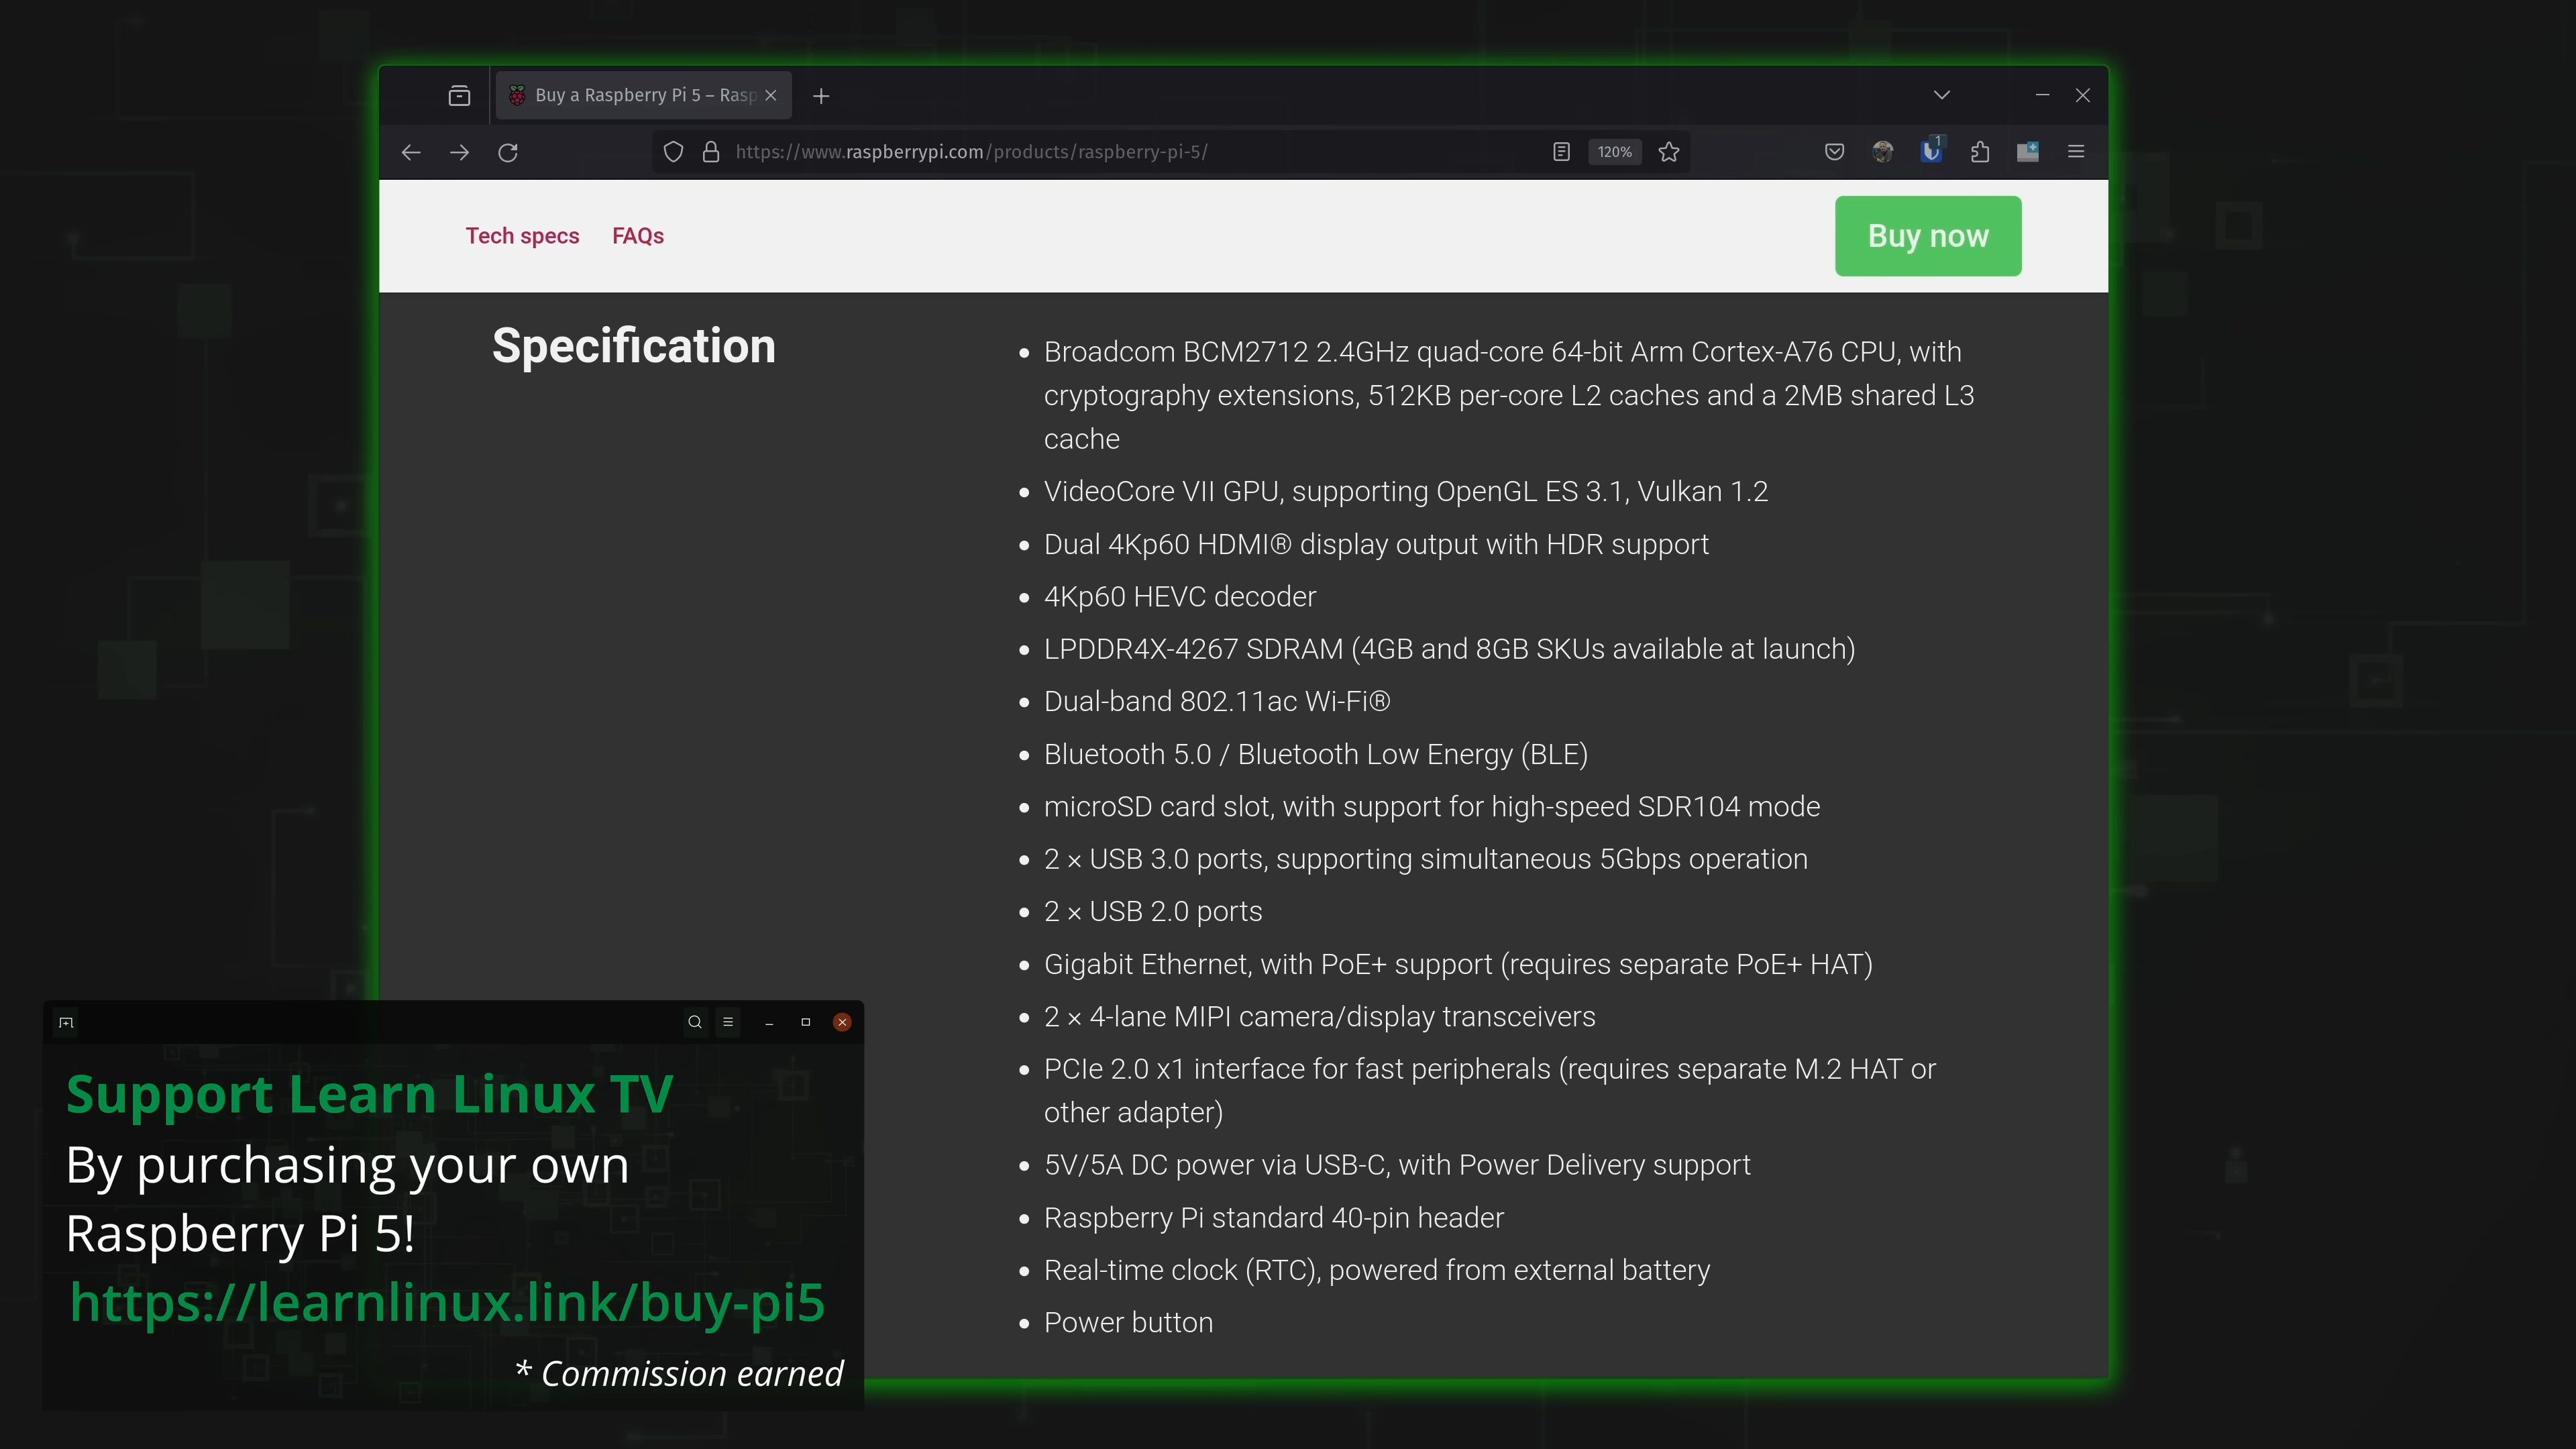 Buy a Raspberry Pi 5 – Rasp
https://www.raspberrypi.com/products/raspberry-pi-5/
120%
1
Tech specs
FAQs
Buy now
Specification
• Broadcom BCM2712 2.4GHz quad-core 64-bit Arm Cortex-A76 CPU, with
cryptography extensions, 512KB per-core L2 caches and a 2MB shared L3
cache
• VideoCore VII GPU, supporting OpenGL ES 3.1, Vulkan 1.2
• Dual 4Kp60 HDMI® display output with HDR support
• 4Kp60 HEVC decoder
• LPDDR4X-4267 SDRAM (4GB and 8GB SKUs available at launch)
• Dual-band 802.11ac Wi-Fi®
• Bluetooth 5.0 / Bluetooth Low Energy (BLE)
• microSD card slot, with support for high-speed SDR104 mode
• 2 × USB 3.0 ports, supporting simultaneous 5Gbps operation
• 2 × USB 2.0 ports
• Gigabit Ethernet, with PoE+ support (requires separate PoE+ HAT)
• 2 × 4-lane MIPI camera/display transceivers
• PCIe 2.0 x1 interface for fast peripherals (requires separate M.2 HAT or
other adapter)
• 5V/5A DC power via USB-C, with Power Delivery support
• Raspberry Pi standard 40-pin header
• Real-time clock (RTC), powered from external battery
• Power button
Support Learn Linux TV
By purchasing your own
Raspberry Pi 5!
https://learnlinux.link/buy-pi5
* Commission earned